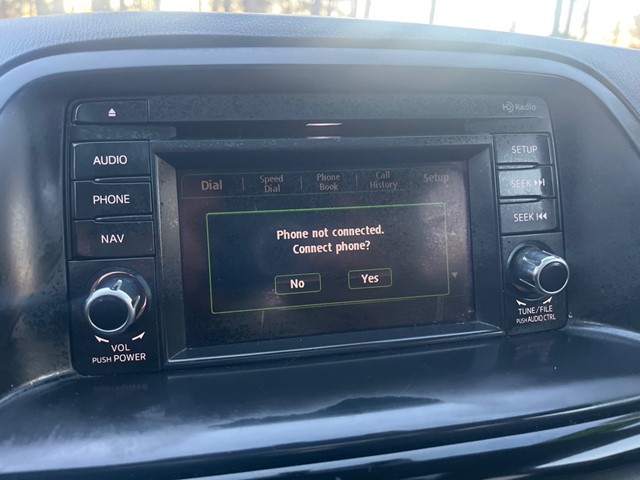 HD Radio
AUDIO
PHONE
NAV
VOL
PUSH POWER
Dial
Speed
Dial
Phone
Book
Call
History
Setup
Phone not connected.
Connect phone?
No
Yes
SETUP
SEEK
SEEK
TUNE/FILE
PUSH AUDIO CTRL